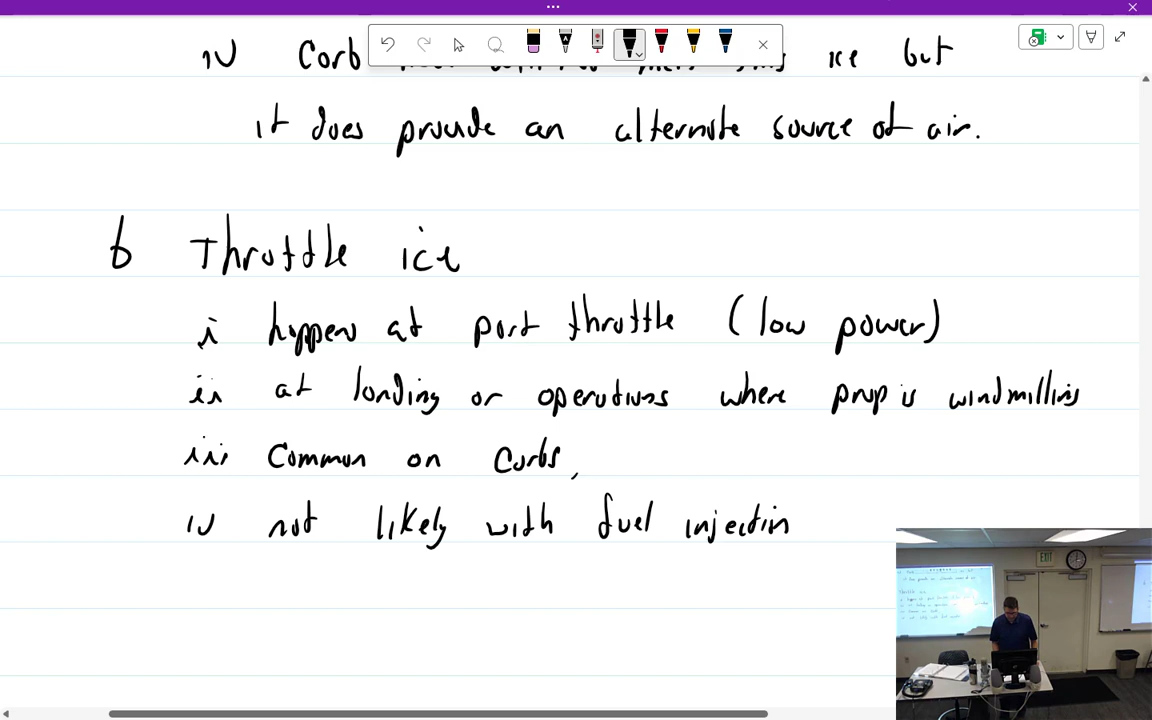 iv Carb ice but
it does provide an alternate source of air.
b Throttle ice
i happens at part throttle (low power)
ii at landing or operations where prop is windmilling
iii Common on Carbs,
iv not likely with fuel injection
EXIT